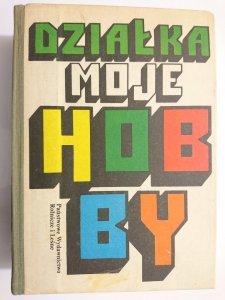 DZIAŁKA
MOJE
HOB
BY
Państwowe Wydawnictwo
Rolnicze i Leśne